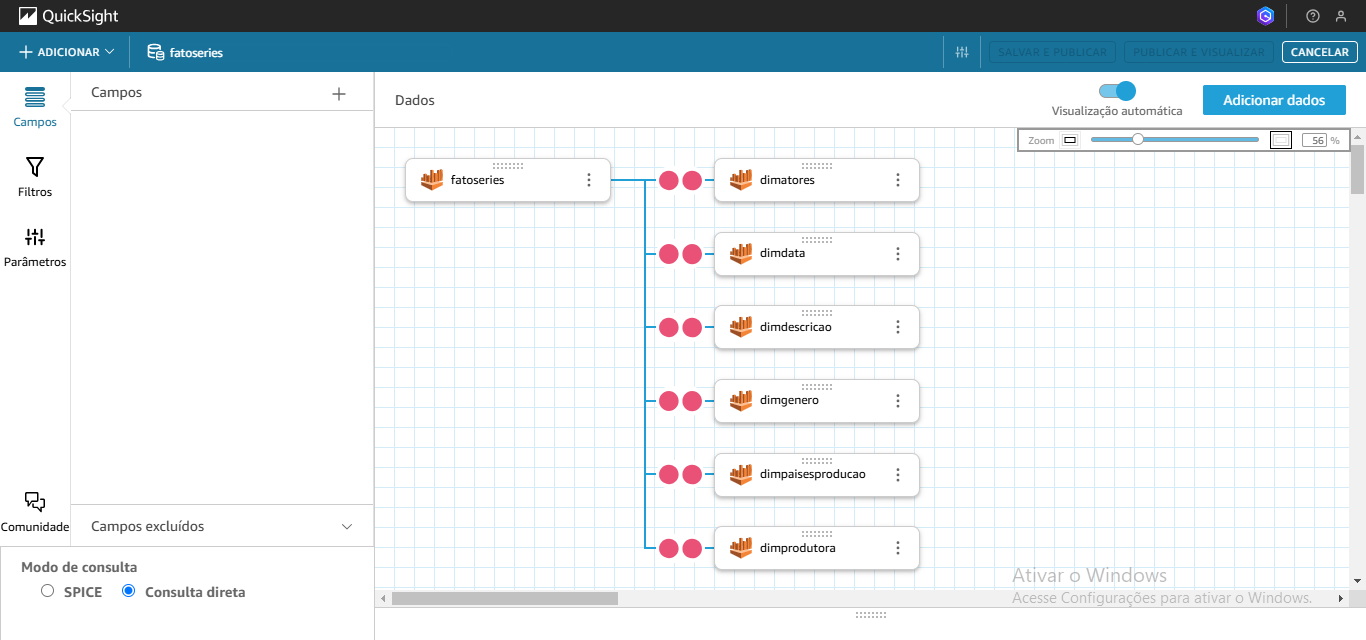 QuickSight
ADICIONAR
fatoseries
SALVAR E PUBLICAR
PUBLICAR E VISUALIZAR
CANCELAR
Campos
Filtros
Parâmetros
Comunidade
Campos
Campos excluídos
Modo de consulta
SPICE
Consulta direta
Dados
Visualização automática
Adicionar dados
Zoom
56 %
fatoseries
dimatores
dimdata
dimdescricao
dimgenero
dimpaisesproducao
dimprodutora
Ativar o Windows
Acesse Configurações para ativar o Windows.